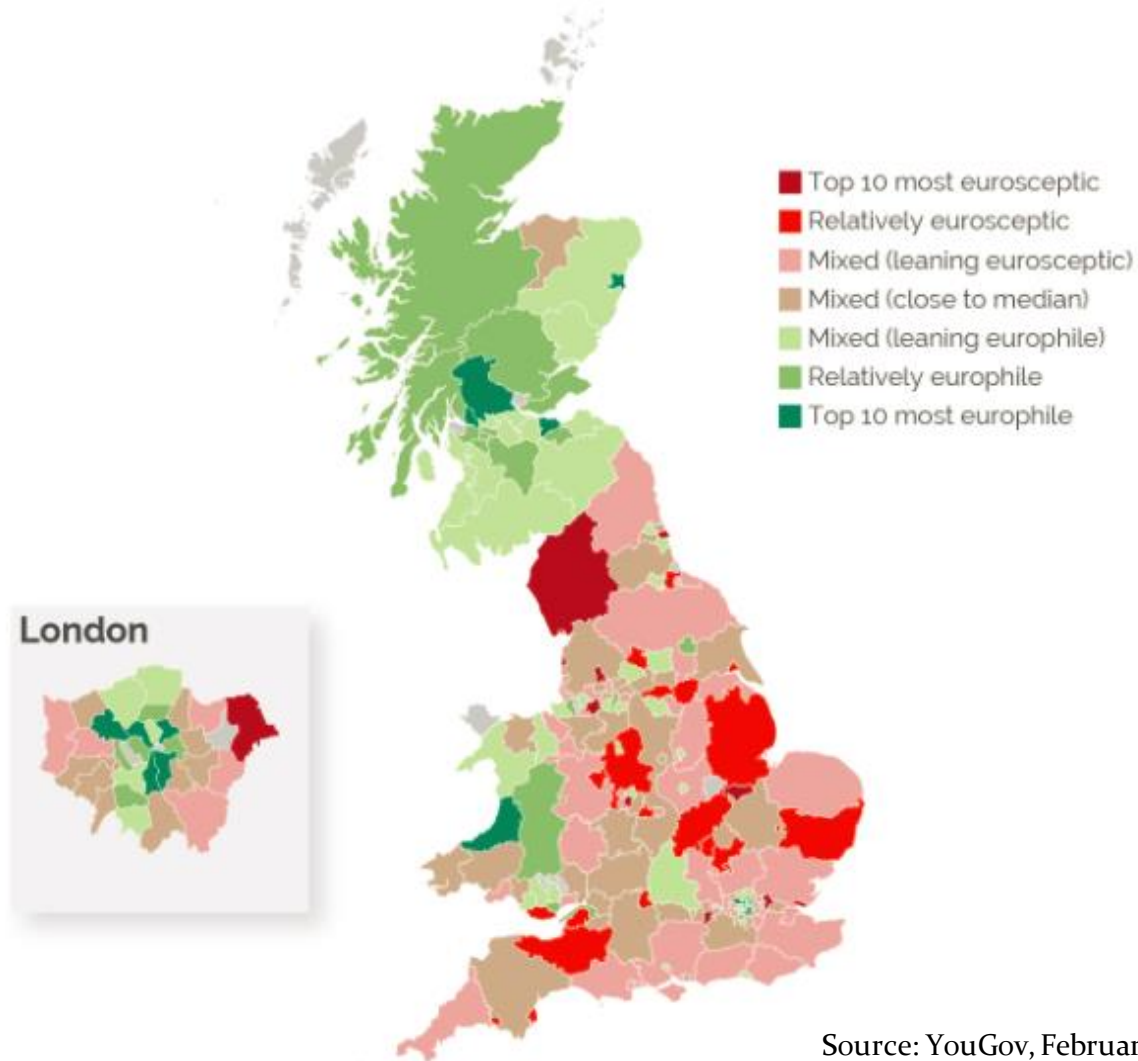 Top 10 most eurosceptic
Relatively eurosceptic
Mixed (leaning eurosceptic)
Mixed (close to median)
Mixed (leaning europhile)
Relatively europhile
Top 10 most europhile
London
Source: YouGov, Februar